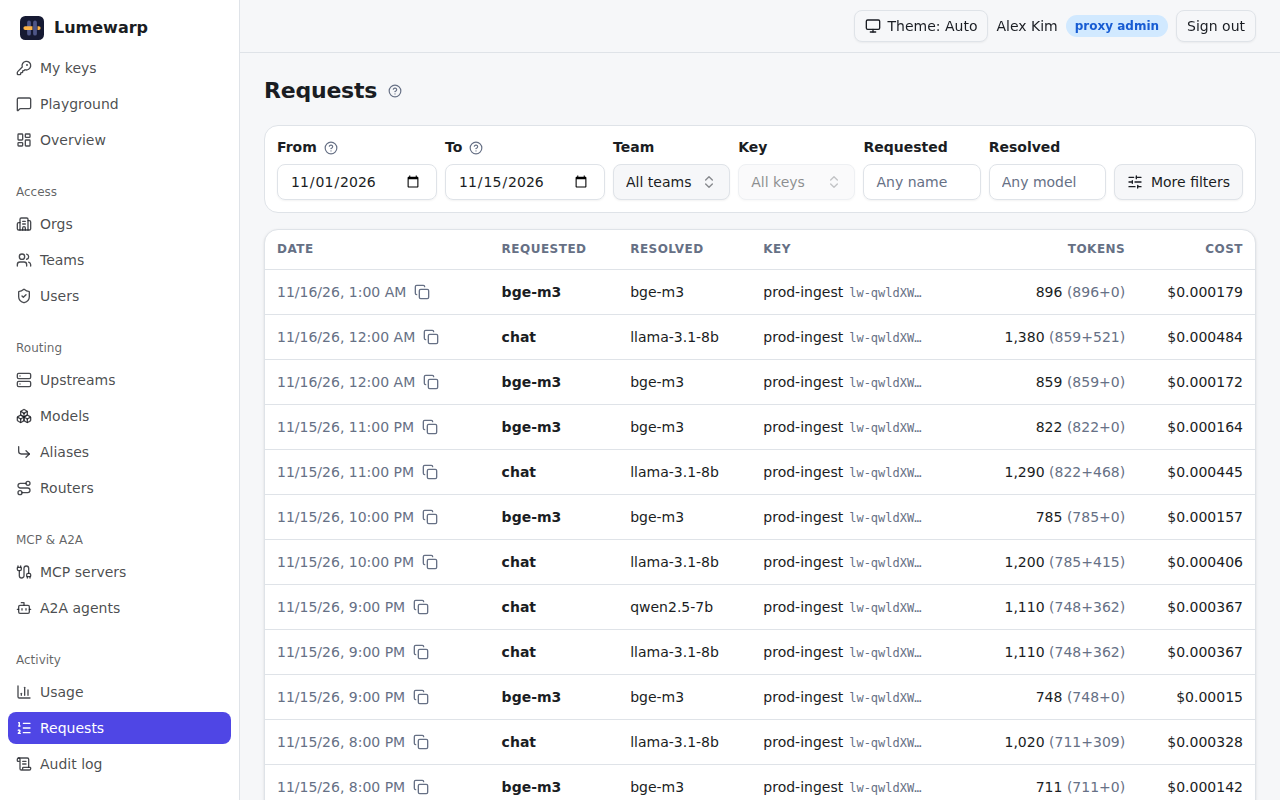 Lumewarp
Theme: Auto
Alex Kim
proxy admin
Sign out
My keys
Playground
Overview
Access
Orgs
Teams
Users
Routing
Upstreams
Models
Aliases
Routers
MCP & A2A
MCP servers
A2A agents
Activity
Usage
Requests
Audit log
Requests
From To Team Key Requested Resolved
11/01/2026 11/15/2026 All teams All keys Any name Any model More filters
DATE REQUESTED RESOLVED KEY TOKENS COST
11/16/26, 1:00 AM bge-m3 bge-m3 prod-ingest lw-qwldXW… 896 (896+0) $0.000179
11/16/26, 12:00 AM chat llama-3.1-8b prod-ingest lw-qwldXW… 1,380 (859+521) $0.000484
11/16/26, 12:00 AM bge-m3 bge-m3 prod-ingest lw-qwldXW… 859 (859+0) $0.000172
11/15/26, 11:00 PM bge-m3 bge-m3 prod-ingest lw-qwldXW… 822 (822+0) $0.000164
11/15/26, 11:00 PM chat llama-3.1-8b prod-ingest lw-qwldXW… 1,290 (822+468) $0.000445
11/15/26, 10:00 PM bge-m3 bge-m3 prod-ingest lw-qwldXW… 785 (785+0) $0.000157
11/15/26, 10:00 PM chat llama-3.1-8b prod-ingest lw-qwldXW… 1,200 (785+415) $0.000406
11/15/26, 9:00 PM chat qwen2.5-7b prod-ingest lw-qwldXW… 1,110 (748+362) $0.000367
11/15/26, 9:00 PM chat llama-3.1-8b prod-ingest lw-qwldXW… 1,110 (748+362) $0.000367
11/15/26, 9:00 PM bge-m3 bge-m3 prod-ingest lw-qwldXW… 748 (748+0) $0.00015
11/15/26, 8:00 PM chat llama-3.1-8b prod-ingest lw-qwldXW… 1,020 (711+309) $0.000328
11/15/26, 8:00 PM bge-m3 bge-m3 prod-ingest lw-qwldXW… 711 (711+0) $0.000142